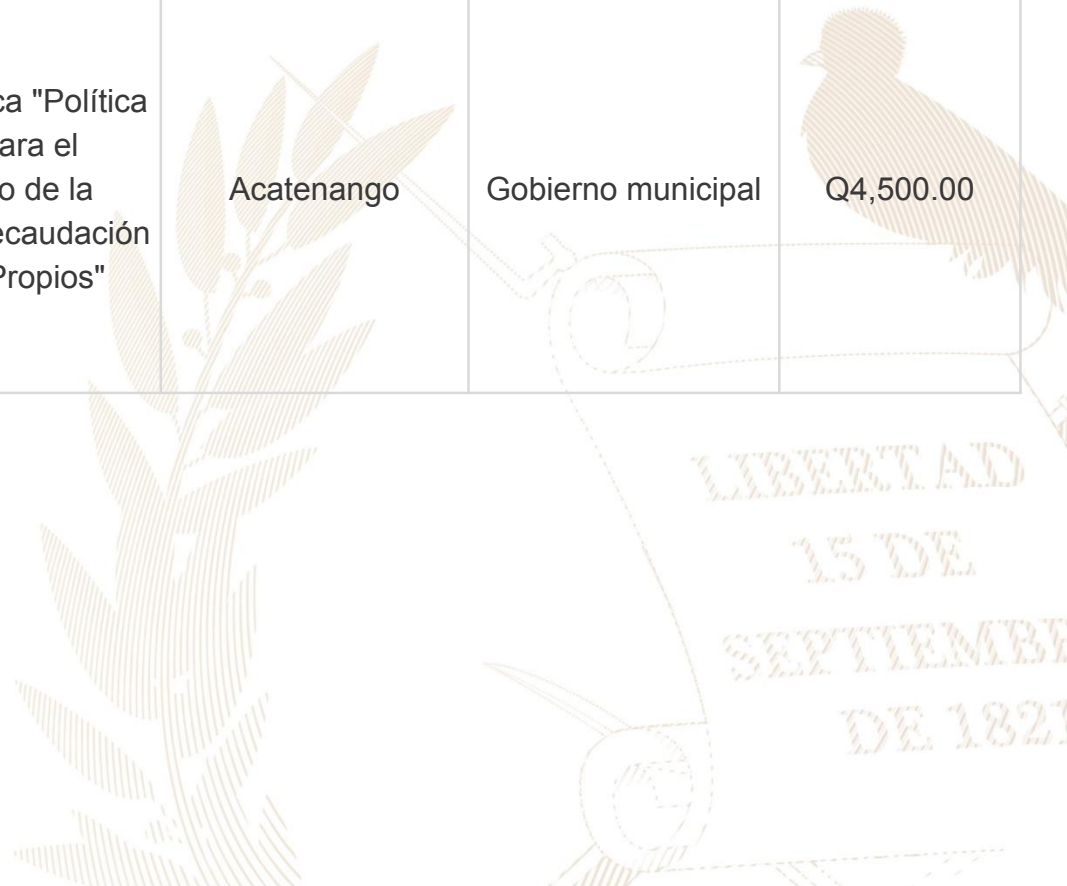 ca "Política
ara el
o de la
ecaudación
Propios"
Acatenango
Gobierno municipal
Q4,500.00
LIBERTAD
15 DE
SEPTIEMB
DE 1821